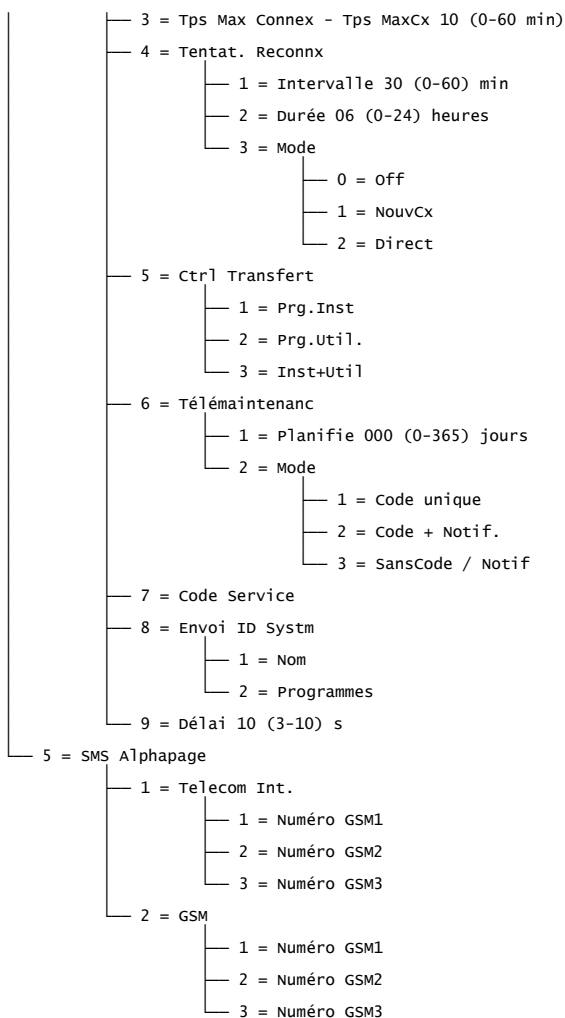 3 = Tps Max Connex - Tps MaxCx 10 (0-60 min)
4 = Tentat. Reconnx
1 = Intervalle 30 (0-60) min
2 = Durée 06 (0-24) heures
3 = Mode
0 = Off
1 = NouvCx
2 = Direct
5 = Ctrl Transfert
1 = Prg.Inst
2 = Prg.Util.
3 = Inst+Util
6 = Télémaintenanc
1 = Planifie 000 (0-365) jours
2 = Mode
1 = Code unique
2 = Code + Notif.
3 = SansCode / Notif
7 = Code Service
8 = Envoi ID Systm
1 = Nom
2 = Programmes
9 = Délai 10 (3-10) s
5 = SMS Alphapage
1 = Telecom Int.
1 = Numéro GSM1
2 = Numéro GSM2
3 = Numéro GSM3
2 = GSM
1 = Numéro GSM1
2 = Numéro GSM2
3 = Numéro GSM3